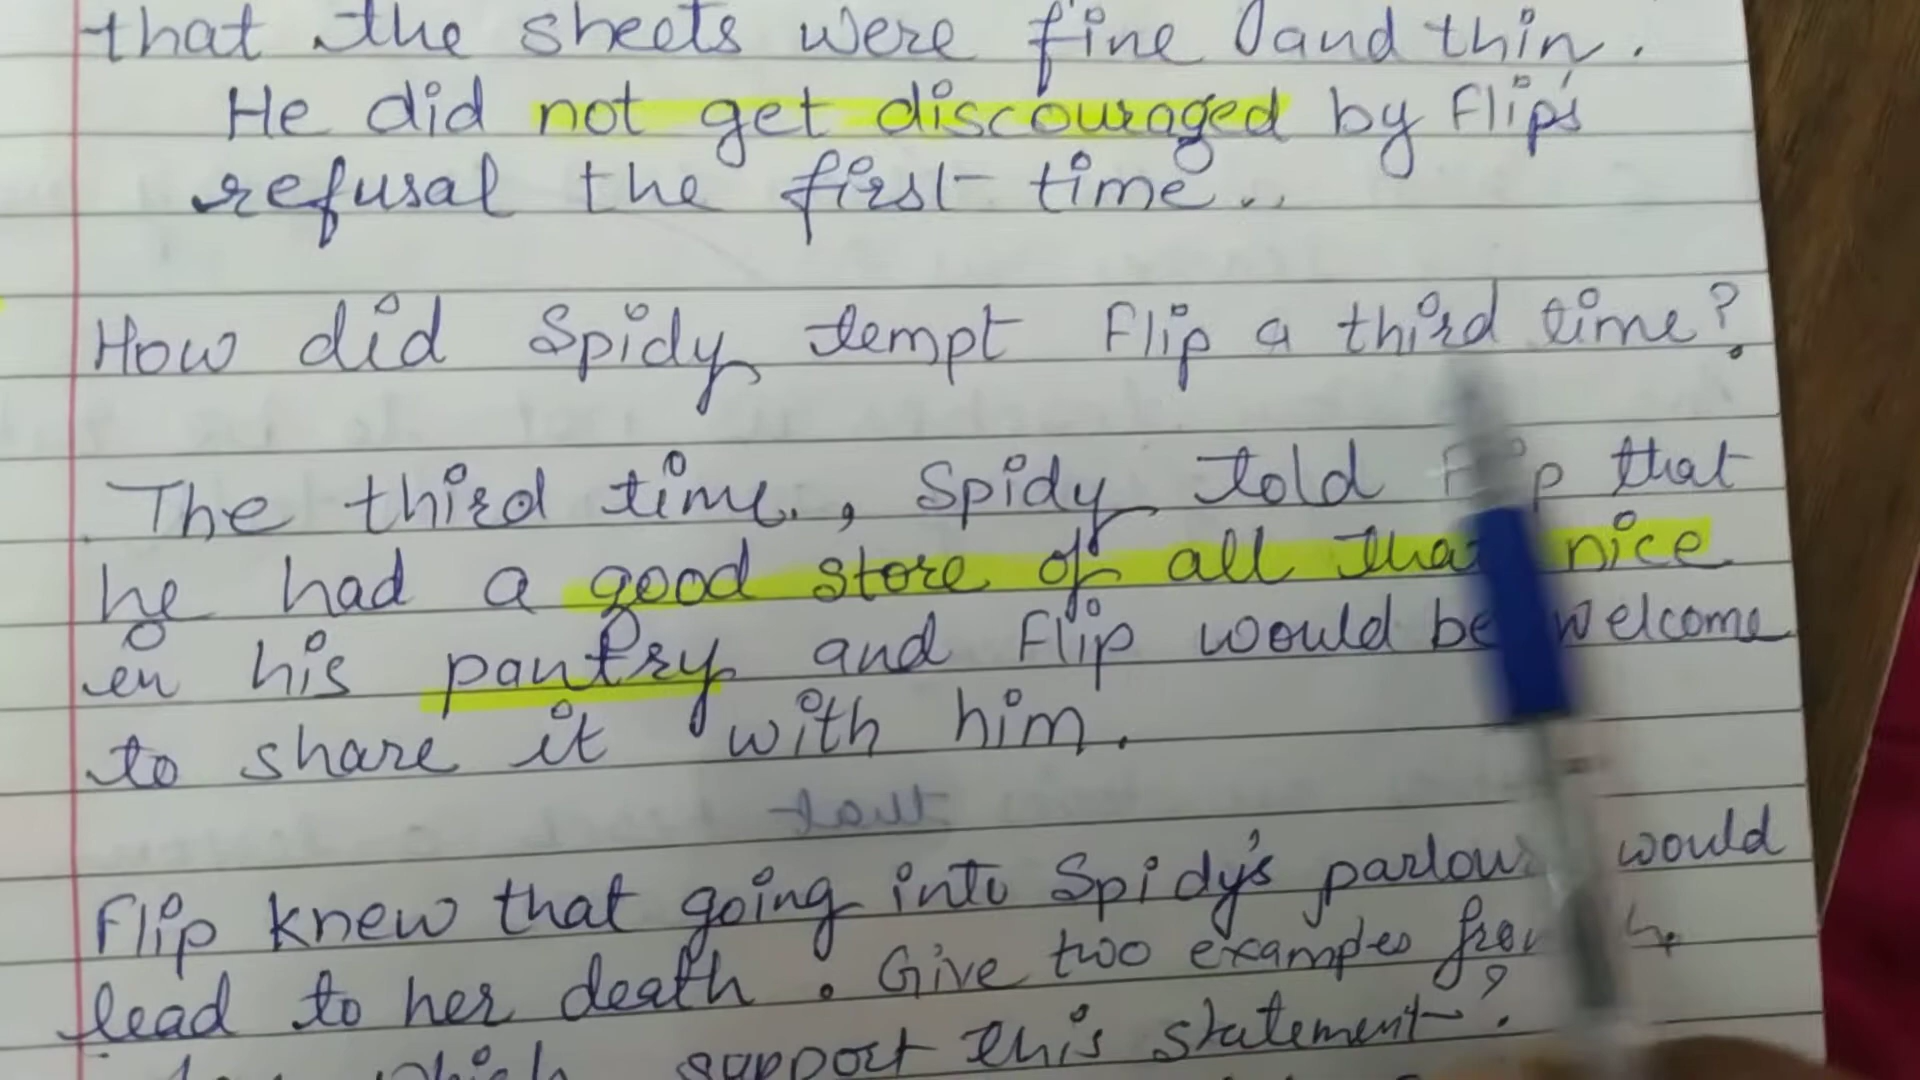 that the sheets were fine and thin.
He did not get discouraged by Flip's
refusal the first time..
How did Spidy tempt Flip a third time?
The third time, Spidy told that
he had a good store of all nice
in his pantry and Flip would be welcome
to share it with him.
Flip knew that going into Spidy's parlour would
lead to her death. Give two examples
which support this statement.